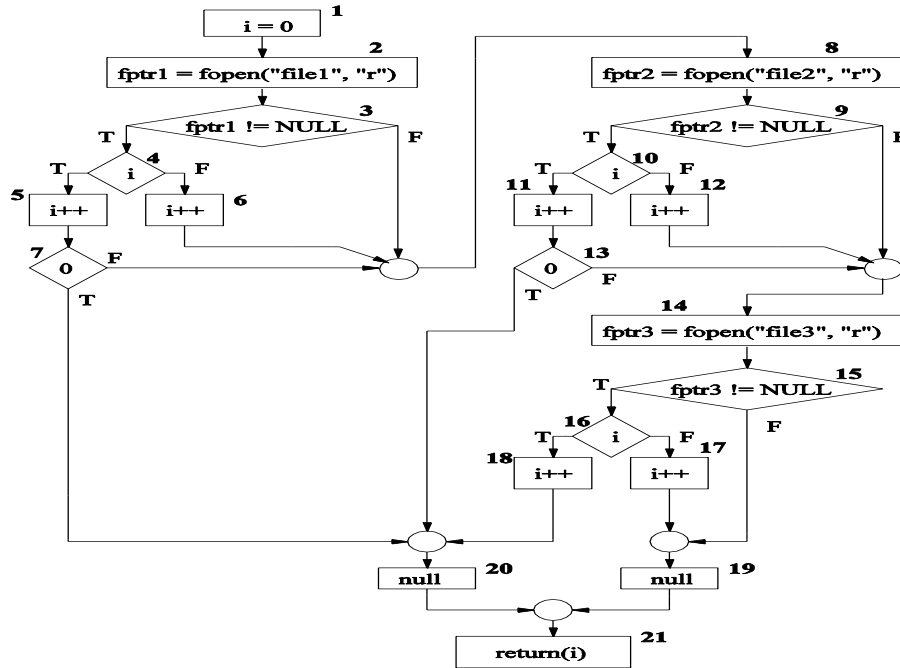 1
i = 0
2
fptr1 = fopen("file1", "r")
3
fptr1 != NULL
T
F
4
T
i
F
5
i++
i++
6
7
0
F
T
8
fptr2 = fopen("file2", "r")
9
fptr2 != NULL
T
10
T
i
F
11
12
i++
i++
13
0
F
T
14
fptr3 = fopen("file3", "r")
15
fptr3 != NULL
T
F
16
T
i
F
17
18
i++
i++
20
null
19
null
21
return(i)